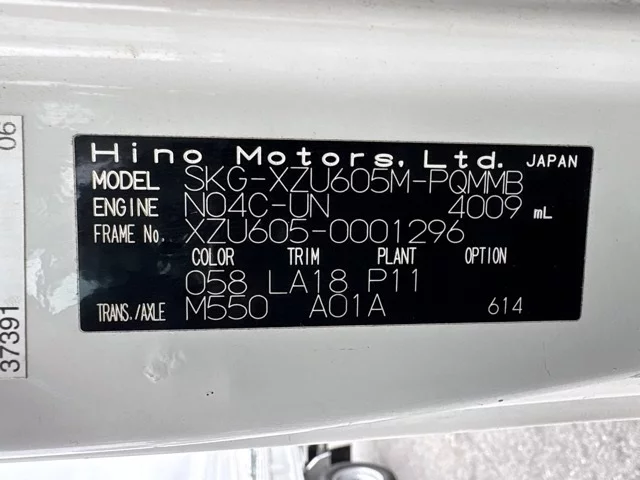 Hino Motors, Ltd. JAPAN
MODEL SKG-XZU605M-PQMMB
ENGINE N04C-UN 4009 mL
FRAME No. XZU605-0001296
COLOR TRIM PLANT
058 LA18 P11
TRANS./AXLE M550 A01A 614
37391 06